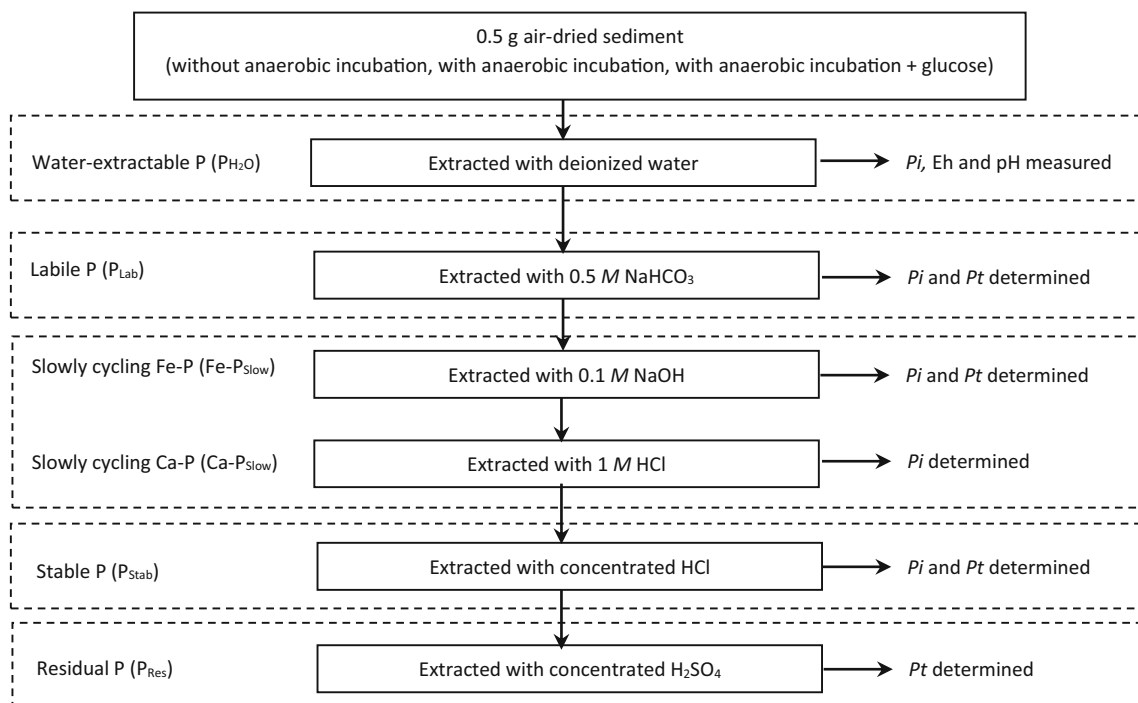 0.5 g air-dried sediment
(without anaerobic incubation, with anaerobic incubation, with anaerobic incubation + glucose)
Water-extractable P (PH₂O)
Extracted with deionized water
Pi, Eh and pH measured
Labile P (PLab)
Extracted with 0.5 M NaHCO₃
Pi and Pt determined
Slowly cycling Fe-P (Fe-PSlow)
Extracted with 0.1 M NaOH
Pi and Pt determined
Slowly cycling Ca-P (Ca-PSlow)
Extracted with 1 M HCl
Pi determined
Stable P (PStab)
Extracted with concentrated HCl
Pi and Pt determined
Residual P (PRes)
Extracted with concentrated H₂SO₄
Pt determined